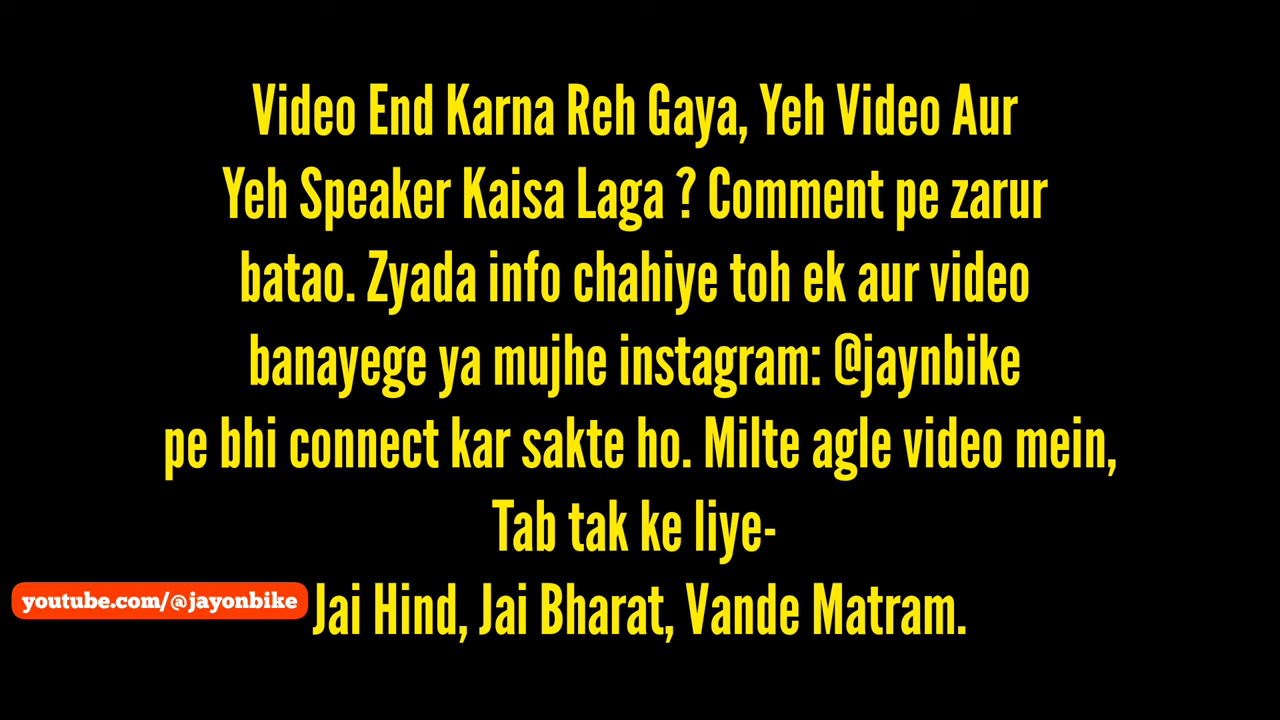 Video End Karna Reh Gaya, Yeh Video Aur
Yeh Speaker Kaisa Laga ? Comment pe zarur
batao. Zyada info chahiye toh ek aur video
banayege ya mujhe instagram: @jaynbike
pe bhi connect kar sakte ho. Milte agle video mein,
Tab tak ke liye-
Jai Hind, Jai Bharat, Vande Matram.
youtube.com/@jayonbike